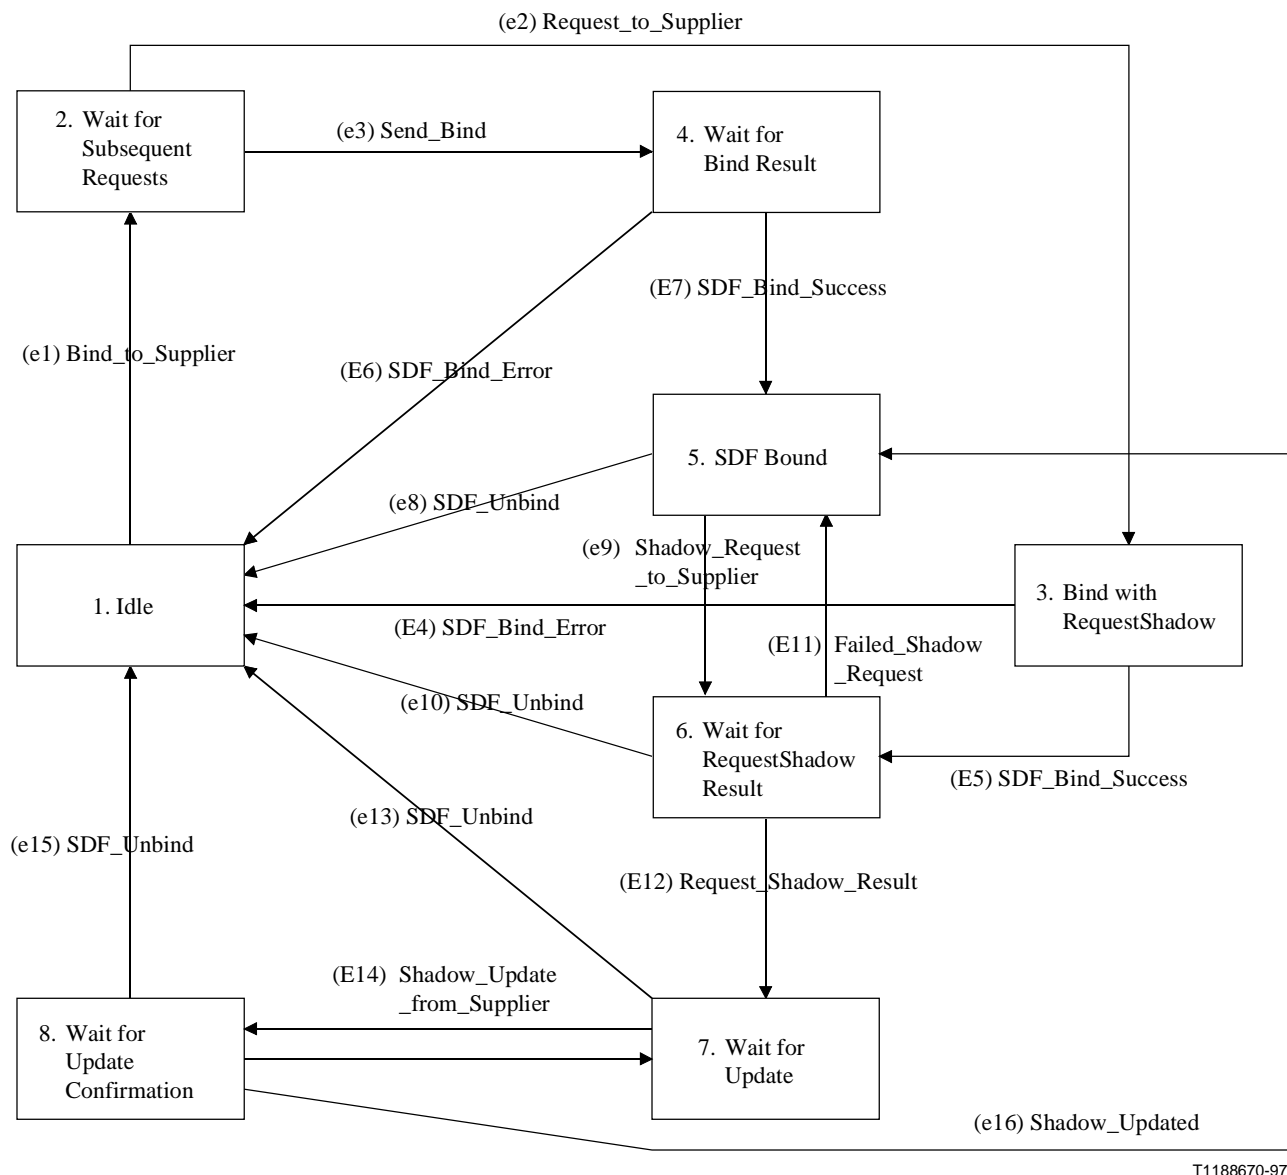 (e2) Request_to_Supplier
2. Wait for
Subsequent
Requests
(e3) Send_Bind
4. Wait for
Bind Result
(E7) SDF_Bind_Success
(e1) Bind_to_Supplier
(E6) SDF_Bind_Error
5. SDF Bound
(e8) SDF_Unbind
(e9) Shadow_Request
_to_Supplier
1. Idle
3. Bind with
RequestShadow
(E4) SDF_Bind_Error
(E11) Failed_Shadow
_Request
(e10) SDF_Unbind
6. Wait for
RequestShadow
Result
(E5) SDF_Bind_Success
(e13) SDF_Unbind
(e15) SDF_Unbind
(E12) Request_Shadow_Result
(E14) Shadow_Update
_from_Supplier
8. Wait for
Update
Confirmation
7. Wait for
Update
(e16) Shadow_Updated
T1188670-97